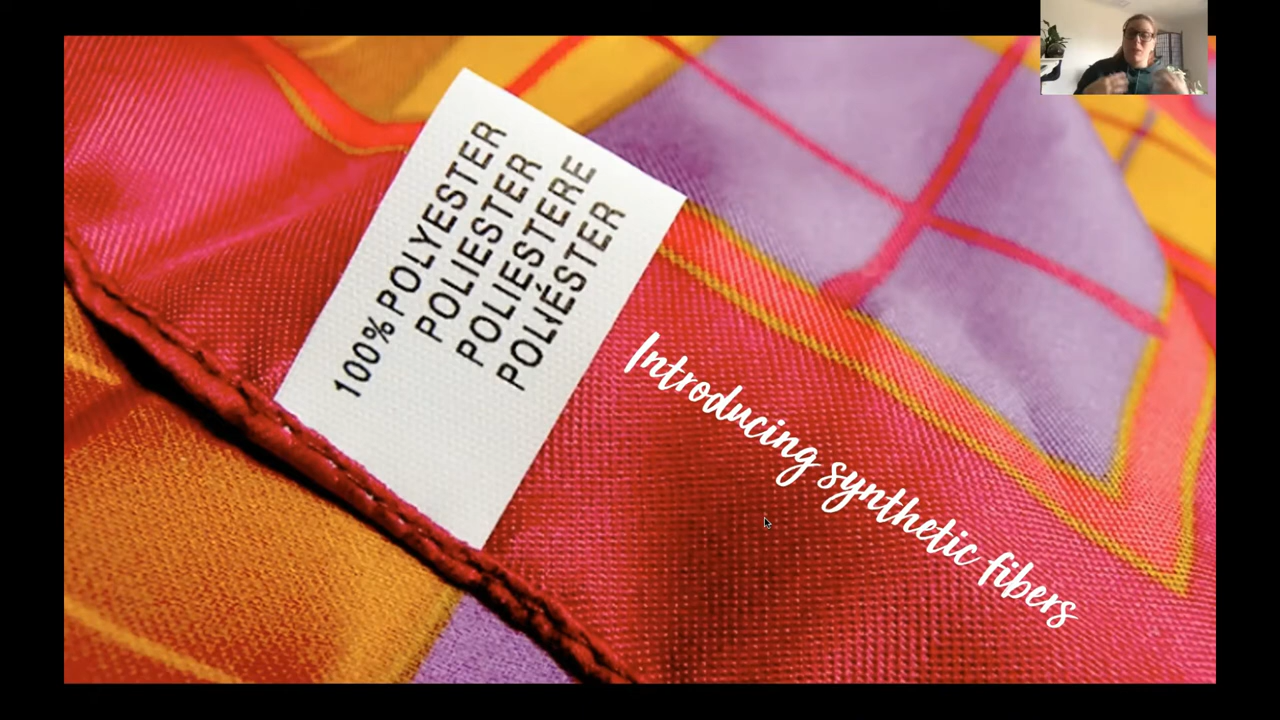 100% POLYESTER
POLIESTER
POLIESTERE
POLIÉSTER
Introducing synthetic fibers